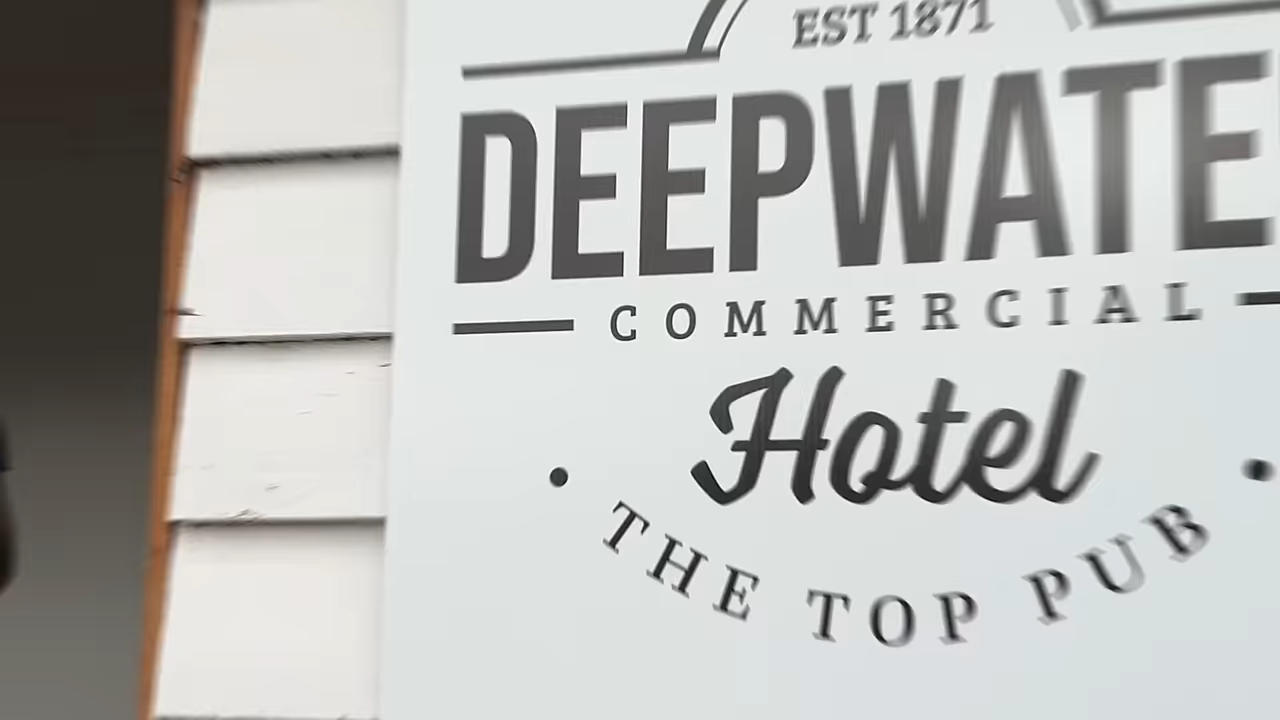 EST 1871
DEEPWATE
COMMERCIAL
Hotel
• THE TOP PUB •